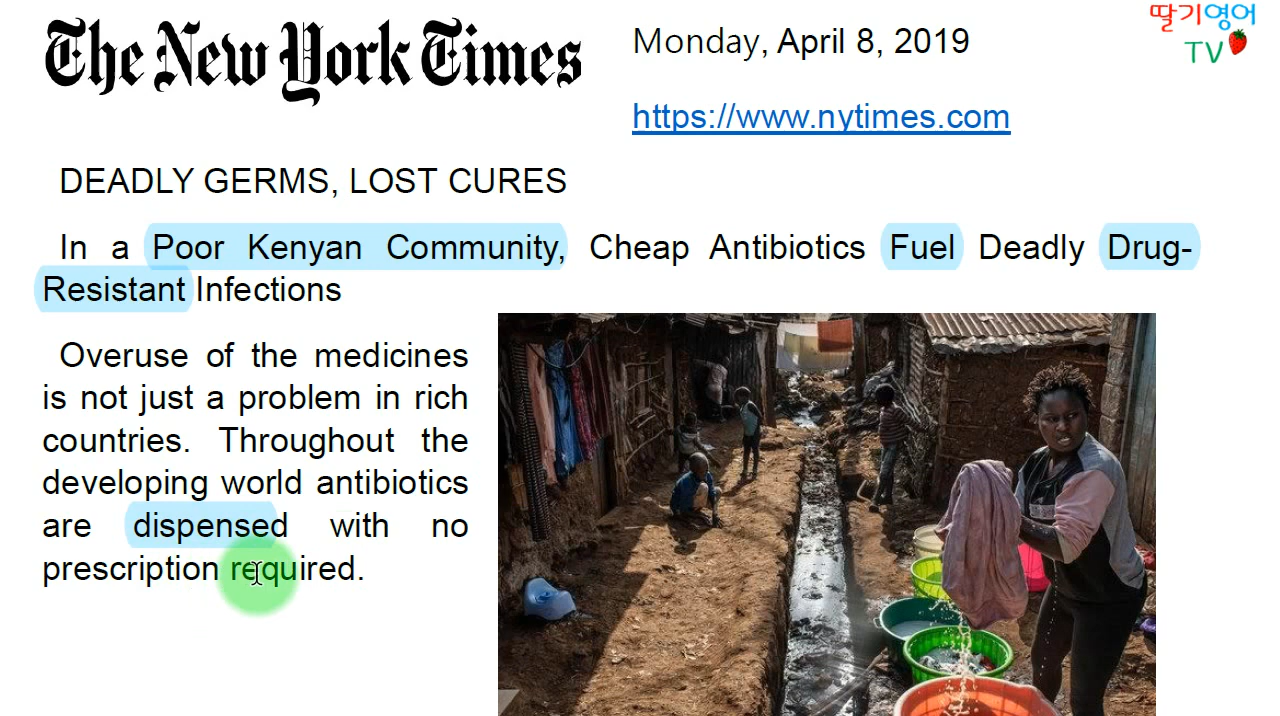 The New York Times
Monday, April 8, 2019
딸기영어
TV
https://www.nytimes.com
DEADLY GERMS, LOST CURES
In a Poor Kenyan Community, Cheap Antibiotics Fuel Deadly Drug-
Resistant Infections
Overuse of the medicines
is not just a problem in rich
countries. Throughout the
developing world antibiotics
are dispensed with no
prescription required.